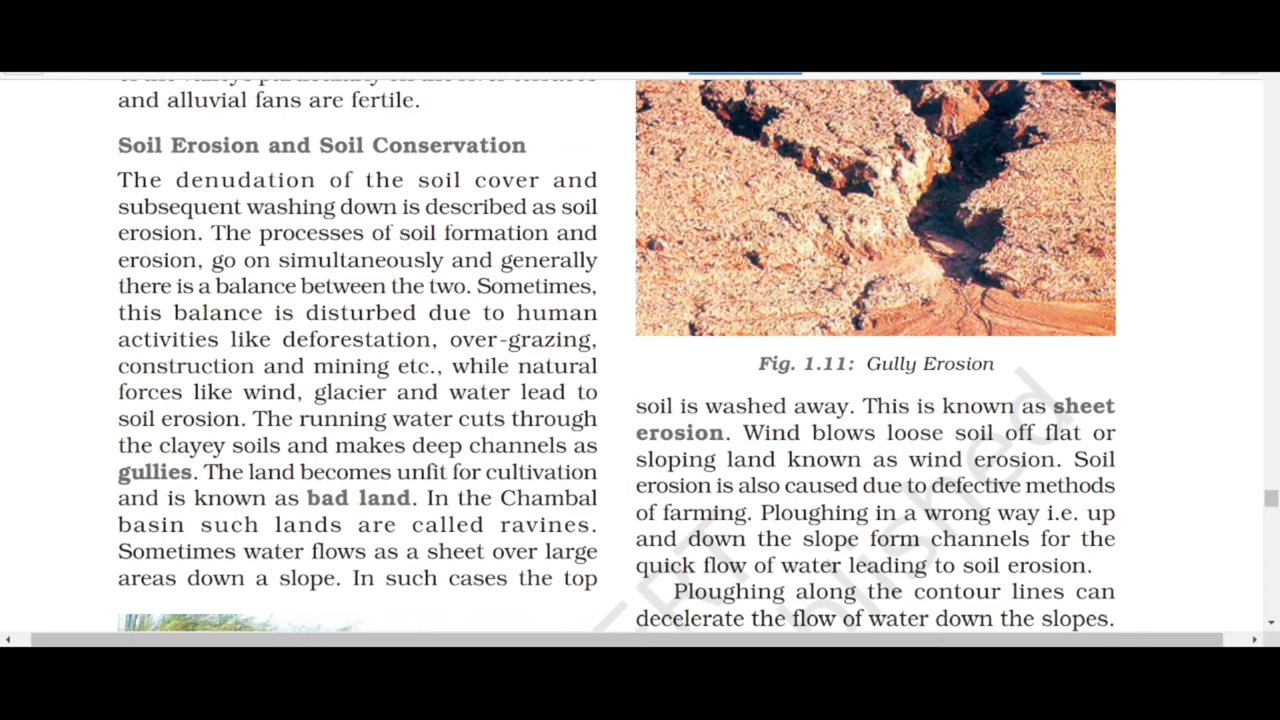 and alluvial fans are fertile.
Soil Erosion and Soil Conservation
The denudation of the soil cover and
subsequent washing down is described as soil
erosion. The processes of soil formation and
erosion, go on simultaneously and generally
there is a balance between the two. Sometimes,
this balance is disturbed due to human
activities like deforestation, over-grazing,
construction and mining etc., while natural
forces like wind, glacier and water lead to
soil erosion. The running water cuts through
the clayey soils and makes deep channels as
gullies. The land becomes unfit for cultivation
and is known as bad land. In the Chambal
basin such lands are called ravines.
Sometimes water flows as a sheet over large
areas down a slope. In such cases the top
Fig. 1.11: Gully Erosion
soil is washed away. This is known as sheet
erosion. Wind blows loose soil off flat or
sloping land known as wind erosion. Soil
erosion is also caused due to defective methods
of farming. Ploughing in a wrong way i.e. up
and down the slope form channels for the
quick flow of water leading to soil erosion.
Ploughing along the contour lines can
decelerate the flow of water down the slopes.